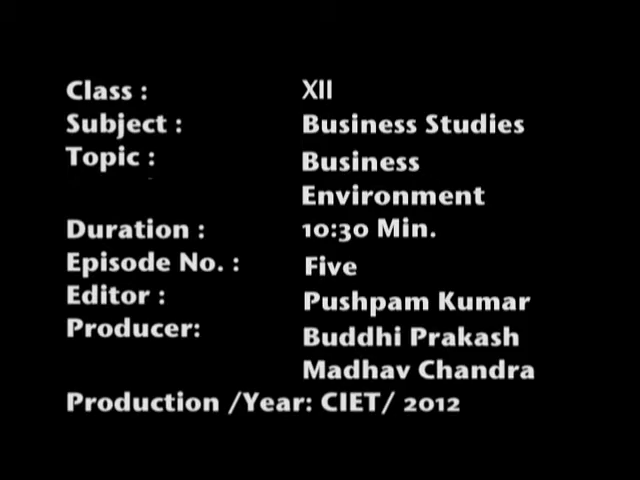 Class : XII
Subject : Business Studies
Topic : Business
Environment
Duration : 10:30 Min.
Episode No. : Five
Editor : Pushpam Kumar
Producer: Buddhi Prakash
Madhav Chandra
Production /Year: CIET/ 2012